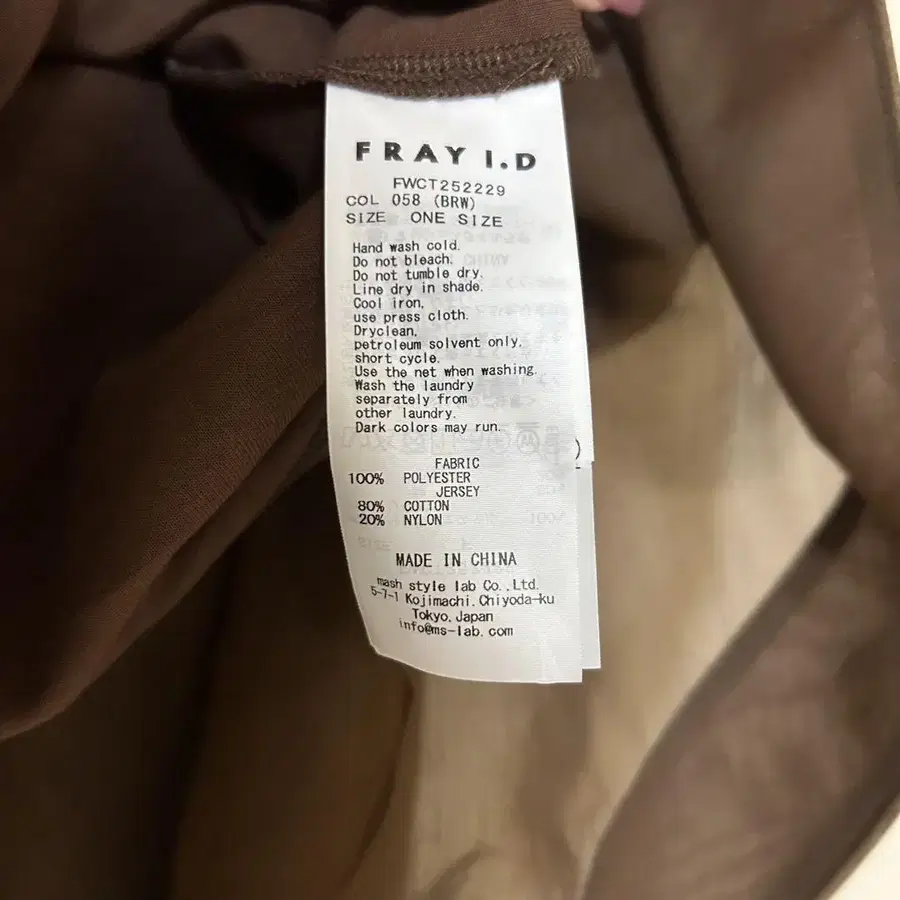 FRAY I.D
FWCT252229
COL 058 (BRW)
SIZE ONE SIZE
Hand wash cold.
Do not bleach.
Do not tumble dry.
Line dry in shade.
Cool iron,
use press cloth.
Dryclean,
petroleum solvent only,
short cycle.
Use the net when washing.
Wash the laundry
separately from
other laundry.
Dark colors may run.
FABRIC
100% POLYESTER
JERSEY
80% COTTON
20% NYLON
MADE IN CHINA
mash style lab Co.,Ltd.
5-7-1 Kojimachi,Chiyoda-ku
Tokyo,Japan
info@ms-lab.com